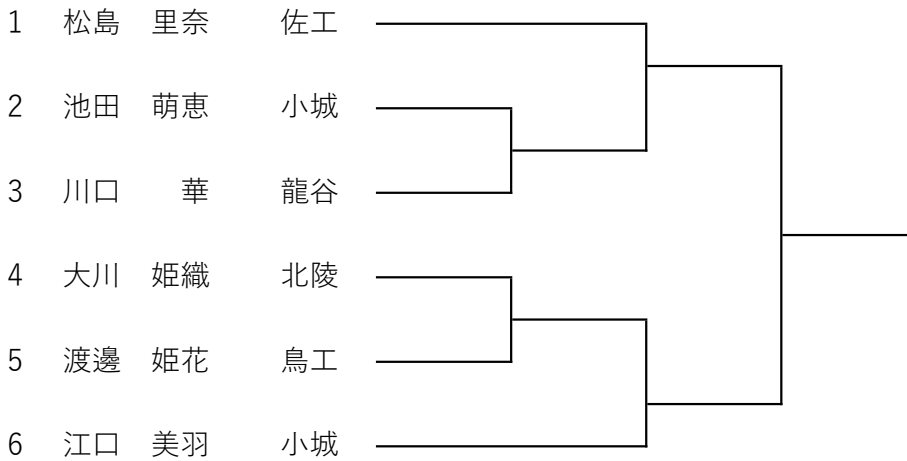 1 松島 里奈 佐工
2 池田 萌恵 小城
3 川口 華 龍谷
4 大川 姫織 北陵
5 渡邊 姫花 鳥工
6 江口 美羽 小城